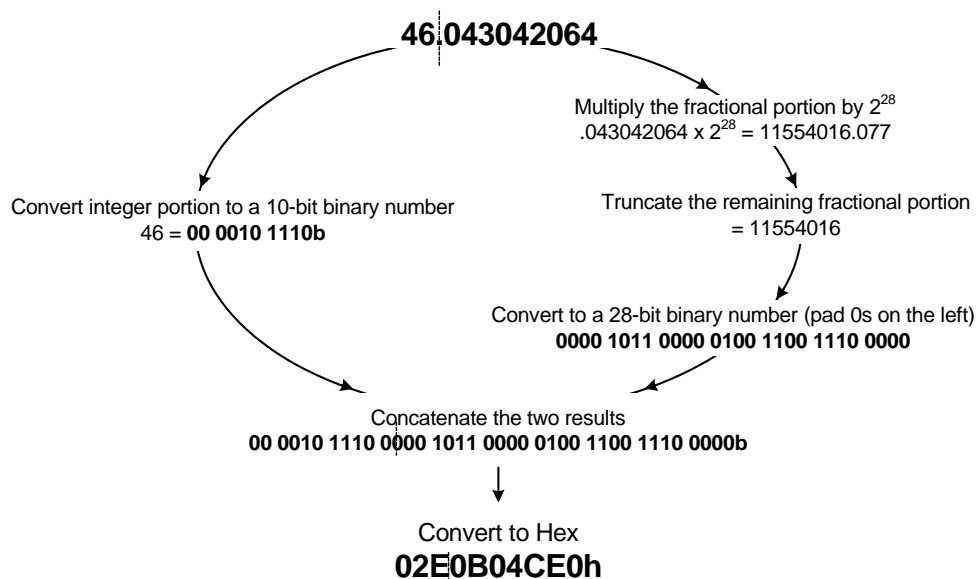 46.043042064
Multiply the fractional portion by 2^28
.043042064 x 2^28 = 11554016.077
Convert integer portion to a 10-bit binary number
46 = 00 0010 1110b
Truncate the remaining fractional portion
= 11554016
Convert to a 28-bit binary number (pad 0s on the left)
0000 1011 0000 0100 1100 1110 0000
Concatenate the two results
00 0010 1110 0000 1011 0000 0100 1100 1110 0000b
Convert to Hex
02E0B04CE0h